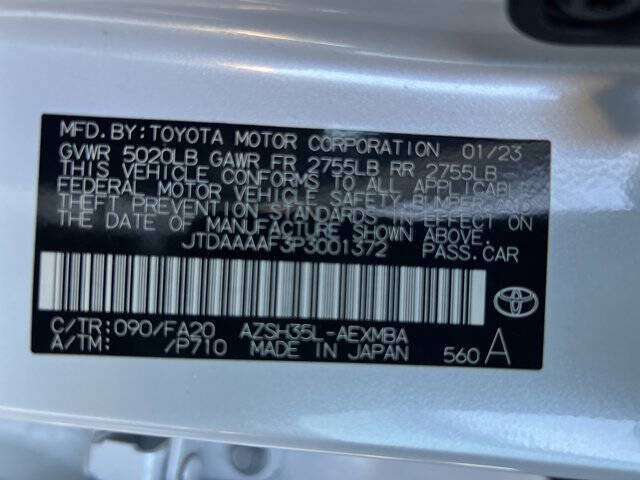 MFD.BY:TOYOTA MOTOR CORPORATION 01/23
GVWR 5020LB GAWR FR 2755LB RR 2755LB
THIS VEHICLE CONFORMS TO ALL APPLICABLE
FEDERAL MOTOR VEHICLE SAFETY, BUMPER, AND
THEFT PREVENTION STANDARDS IN EFFECT ON
THE DATE OF MANUFACTURE SHOWN ABOVE.
JTDAAAAF3P3001372 PASS.CAR
C/TR:090/FA20 AZSH35L-AEXMBA
A/TM: /P710 MADE IN JAPAN 560A